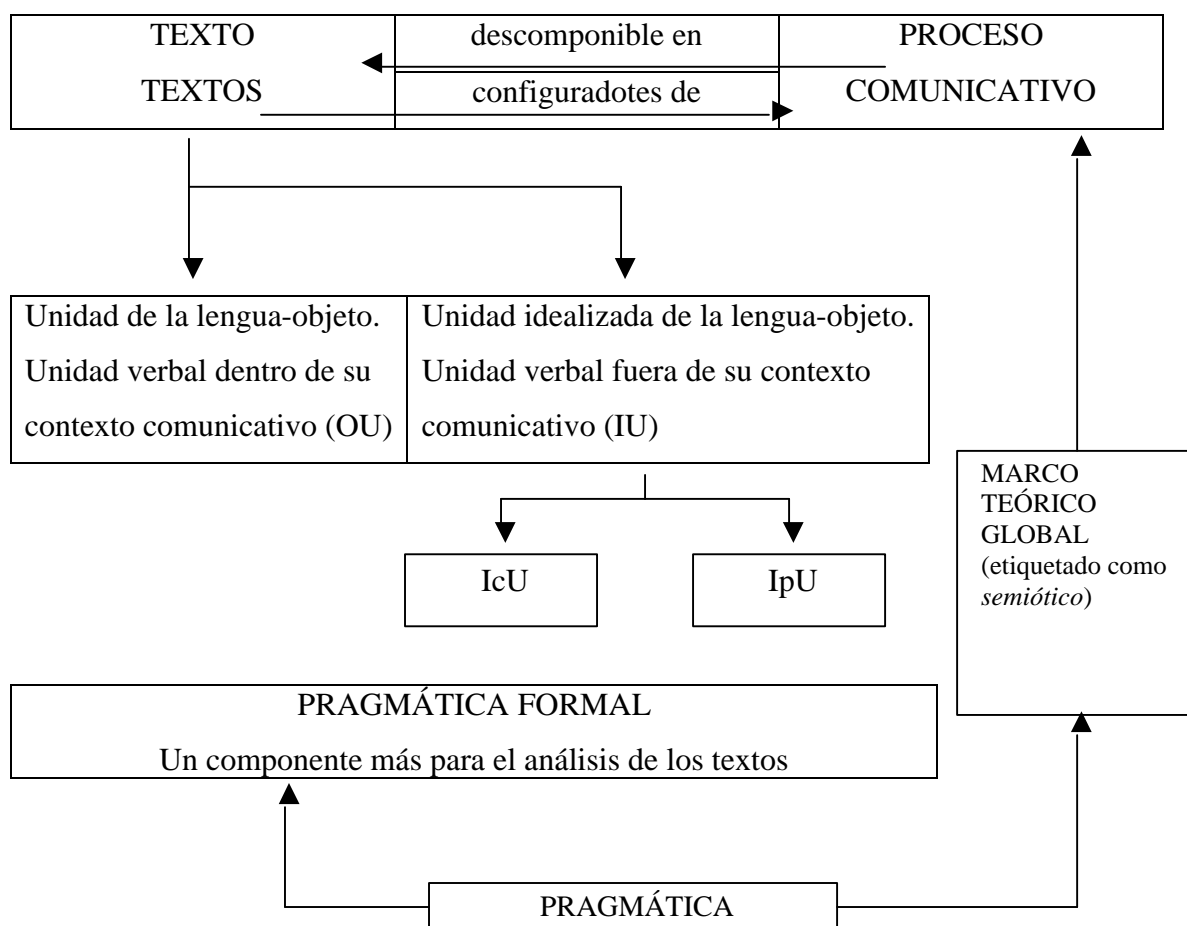 TEXTO
TEXTOS
descomponible en
configuradotes de
PROCESO
COMUNICATIVO
Unidad de la lengua-objeto.
Unidad verbal dentro de su
contexto comunicativo (OU)
Unidad idealizada de la lengua-objeto.
Unidad verbal fuera de su contexto
comunicativo (IU)
IcU
IpU
MARCO
TEÓRICO
GLOBAL
(etiquetado como
semiótico)
PRAGMÁTICA FORMAL
Un componente más para el análisis de los textos
PRAGMÁTICA